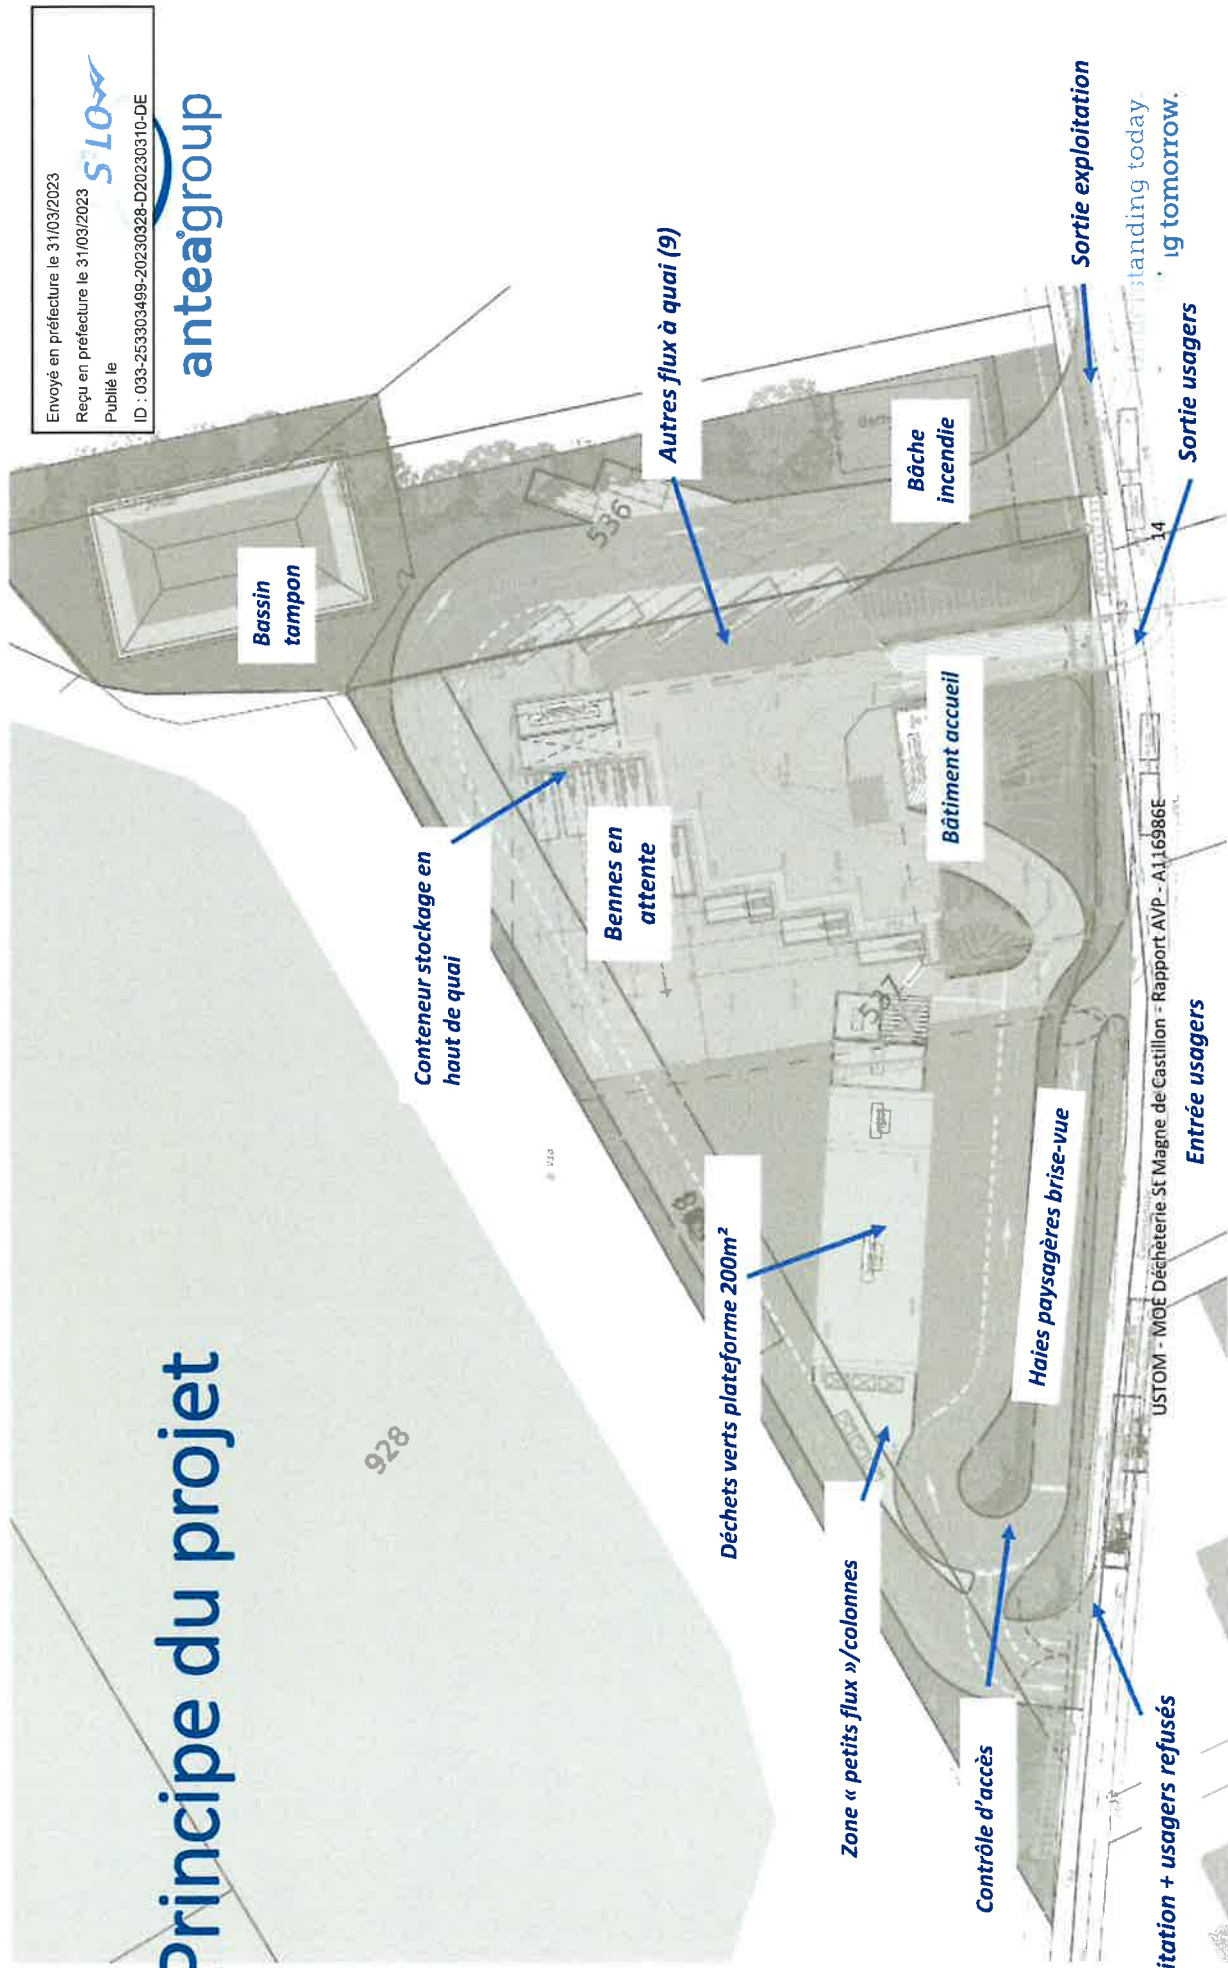 Envoyé en préfecture le 31/03/2023
Reçu en préfecture le 31/03/2023
Publié le
SLOW
ID : 033-253303499-20230328-D20230310-DE
anteagroup
Principe du projet
928
Bassin
tampon
536
Autres flux à quai (9)
Bâche
incendie
Sortie exploitation
standing today.
ig tomorrow.
Sortie usagers
14
Conteneur stockage en
haut de quai
Bennes en
attente
Bâtiment accueil
Déchets verts plateforme 200m²
Haies paysagères brise-vue
Entrée usagers
Zone « petits flux »/colonnes
Contrôle d'accès
itation + usagers refusés
USTOM - MOE Déchèterie St Magne de Castillon - Rapport AVP - A116986E